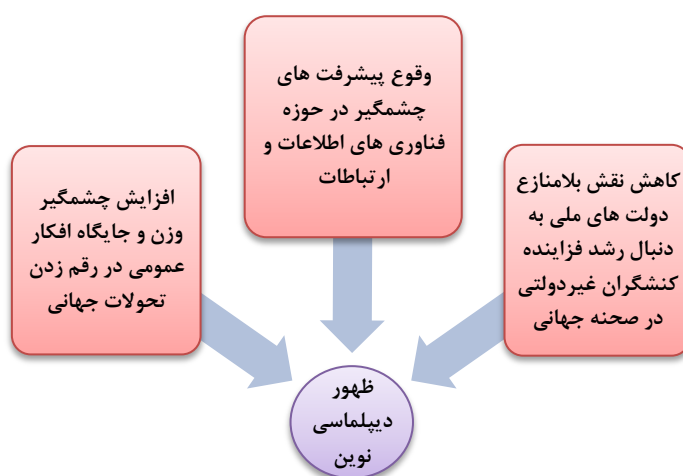 وقوع پیشرفت های
چشمگیر در حوزه
فناوری های اطلاعات و
ارتباطات
کاهش نقش بلامنازع
دولت های ملی به
دنبال رشد فزاینده
کنشگران غیردولتی
در صحنه جهانی
افزایش چشمگیر
وزن و جایگاه افکار
عمومی در رقم زدن
تحولات جهانی
ظهور
دیپلماسی
نوین